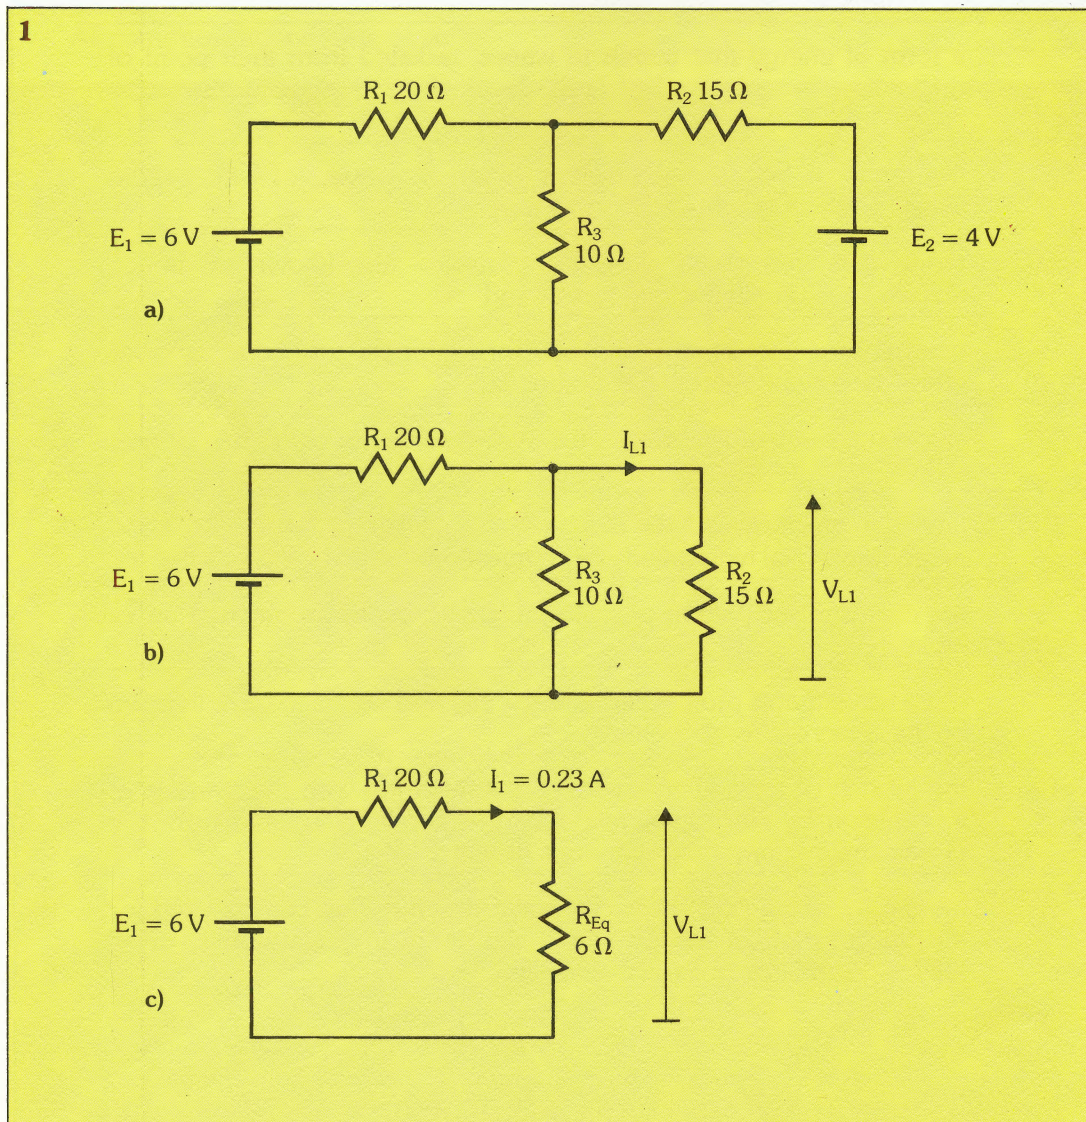 1
R₁ 20 Ω
R₂ 15 Ω
E₁ = 6 V
R₃
10 Ω
E₂ = 4 V
a)
R₁ 20 Ω
I_L1
E₁ = 6 V
R₃
10 Ω
R₂
15 Ω
V_L1
b)
R₁ 20 Ω
I₁ = 0.23 A
E₁ = 6 V
R_Eq
6 Ω
V_L1
c)